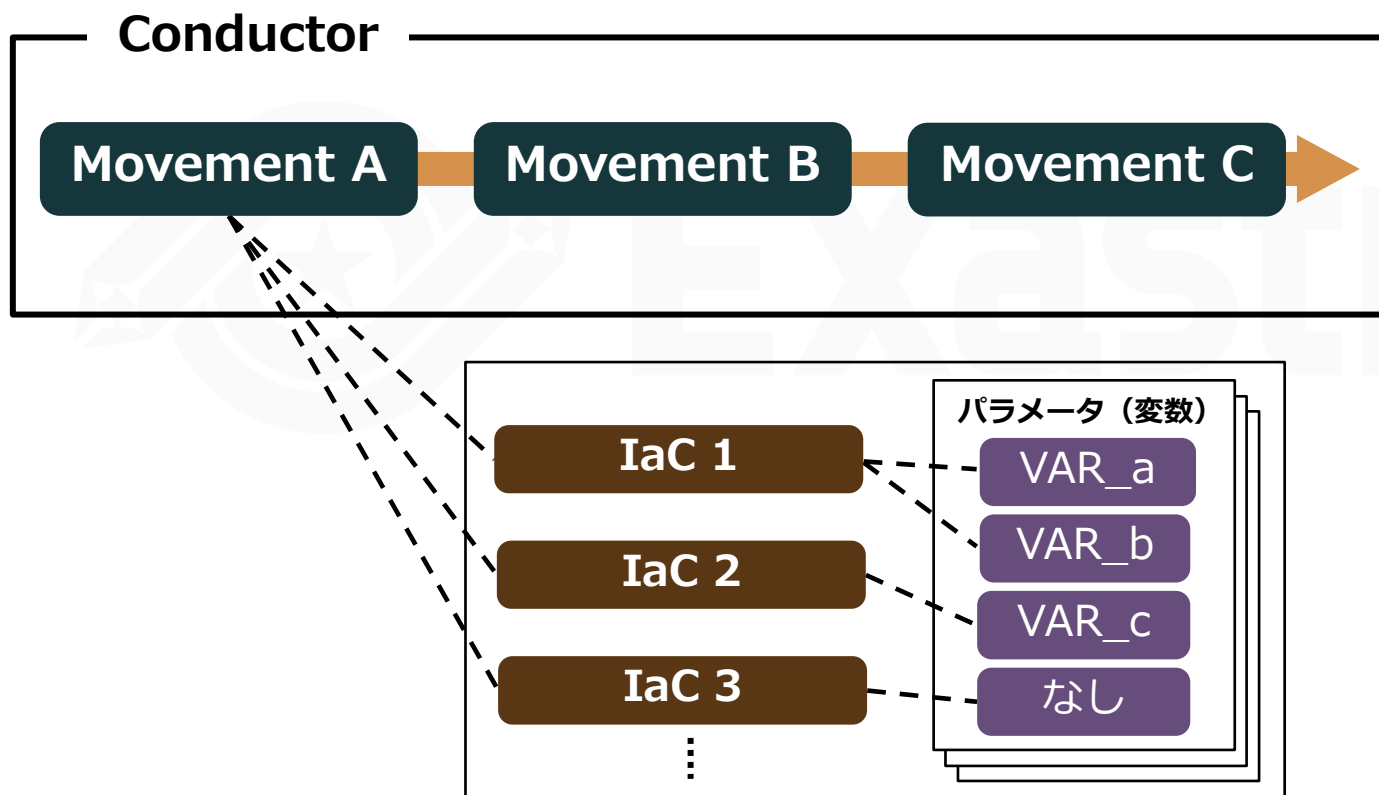 Conductor
Movement A
Movement B
Movement C
Exast
パラメータ（変数）
IaC 1
VAR_a
VAR_b
IaC 2
VAR_c
IaC 3
なし